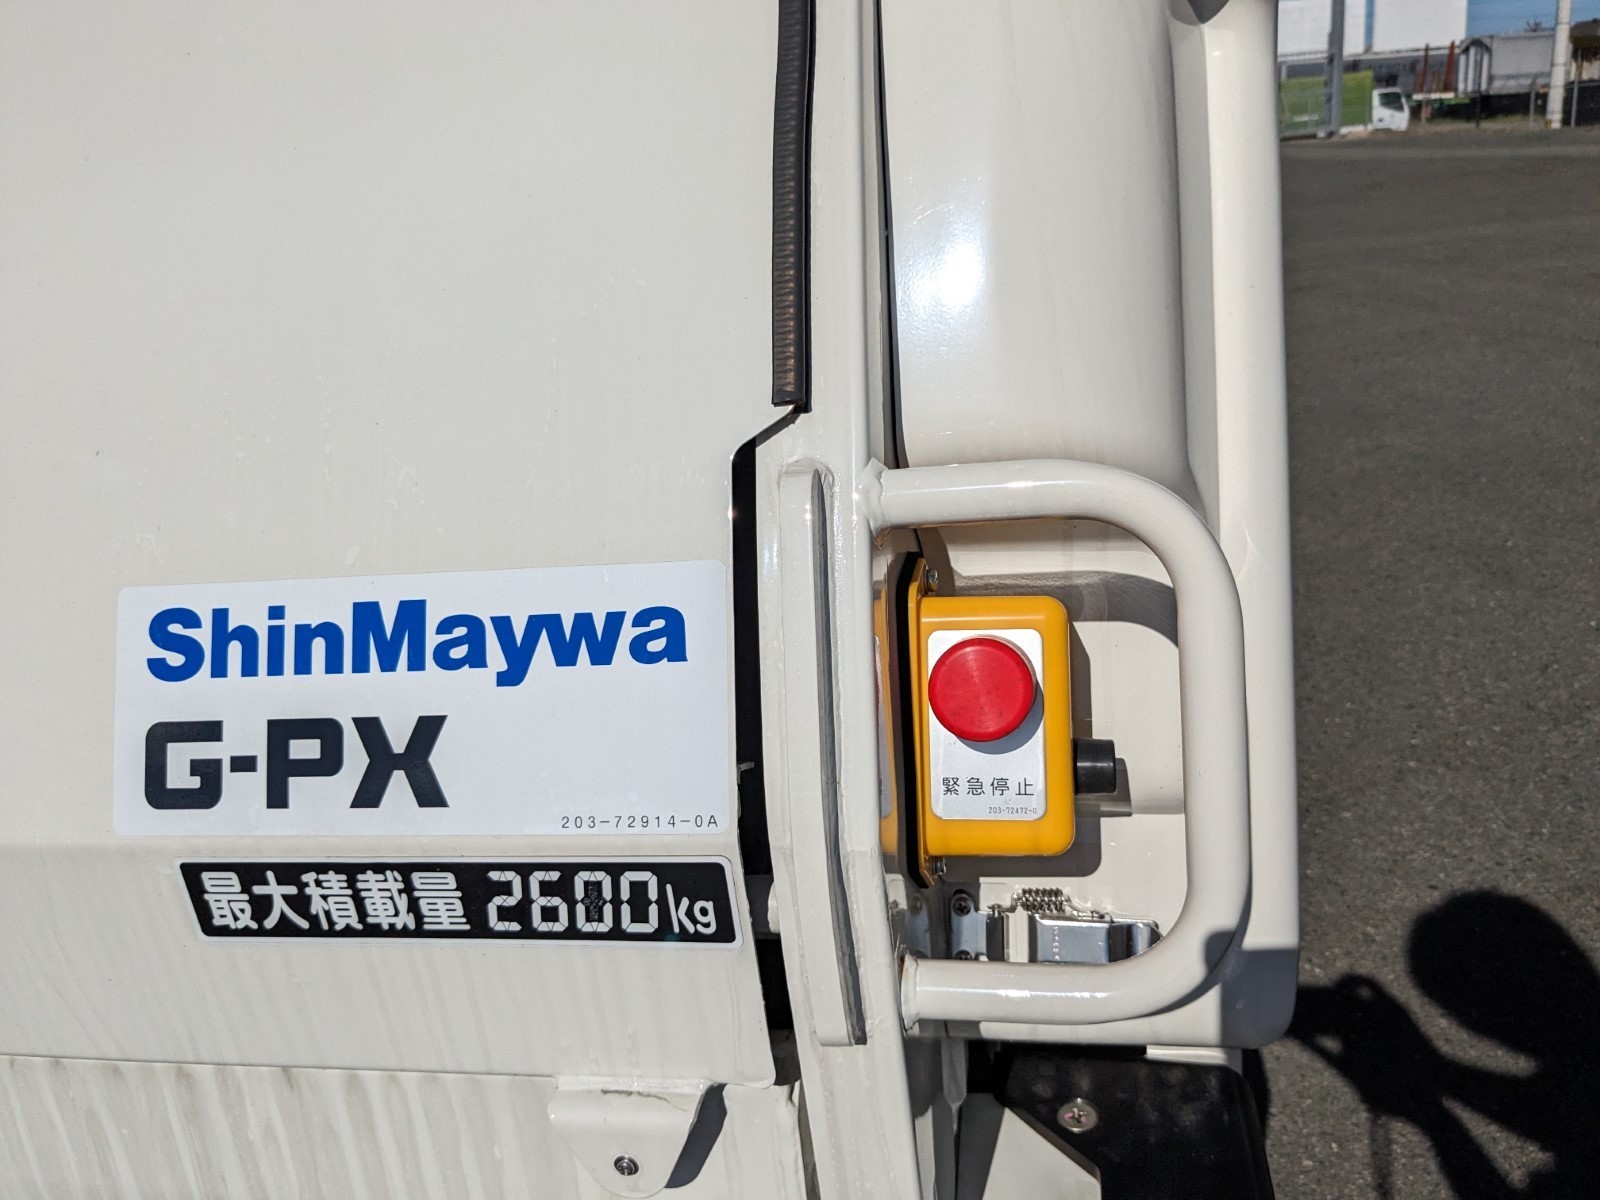 ShinMaywa
G-PX
203-72914-0A
最大積載量 2600kg
緊急停止
203-72472-0